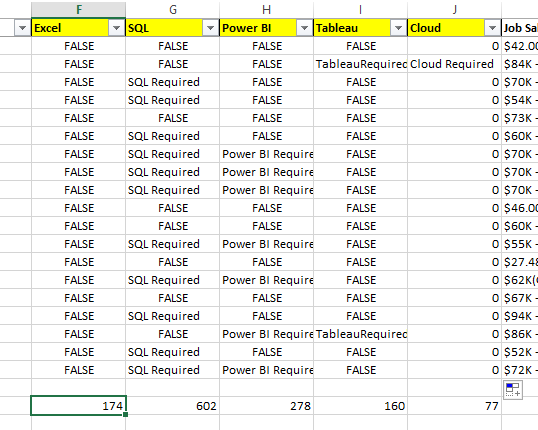 F G H I J
Excel SQL Power BI Tableau Cloud Job Sal
FALSE FALSE FALSE FALSE 0 $42.00
FALSE FALSE FALSE TableauRequired Cloud Required $84K -
FALSE SQL Required FALSE FALSE 0 $70K -
FALSE SQL Required FALSE FALSE 0 $54K -
FALSE FALSE FALSE FALSE 0 $73K -
FALSE SQL Required FALSE FALSE 0 $60K -
FALSE SQL Required Power BI Require FALSE 0 $70K -
FALSE SQL Required Power BI Require FALSE 0 $70K -
FALSE SQL Required Power BI Require FALSE 0 $70K -
FALSE FALSE FALSE FALSE 0 $46.00
FALSE FALSE FALSE FALSE 0 $60K -
FALSE SQL Required Power BI Require FALSE 0 $55K -
FALSE FALSE FALSE FALSE 0 $27.48
FALSE SQL Required Power BI Require FALSE 0 $62K(
FALSE FALSE FALSE FALSE 0 $67K -
FALSE SQL Required FALSE FALSE 0 $94K -
FALSE FALSE Power BI Require TableauRequired 0 $86K -
FALSE SQL Required FALSE FALSE 0 $52K -
FALSE SQL Required Power BI Require FALSE 0 $72K -
174 602 278 160 77